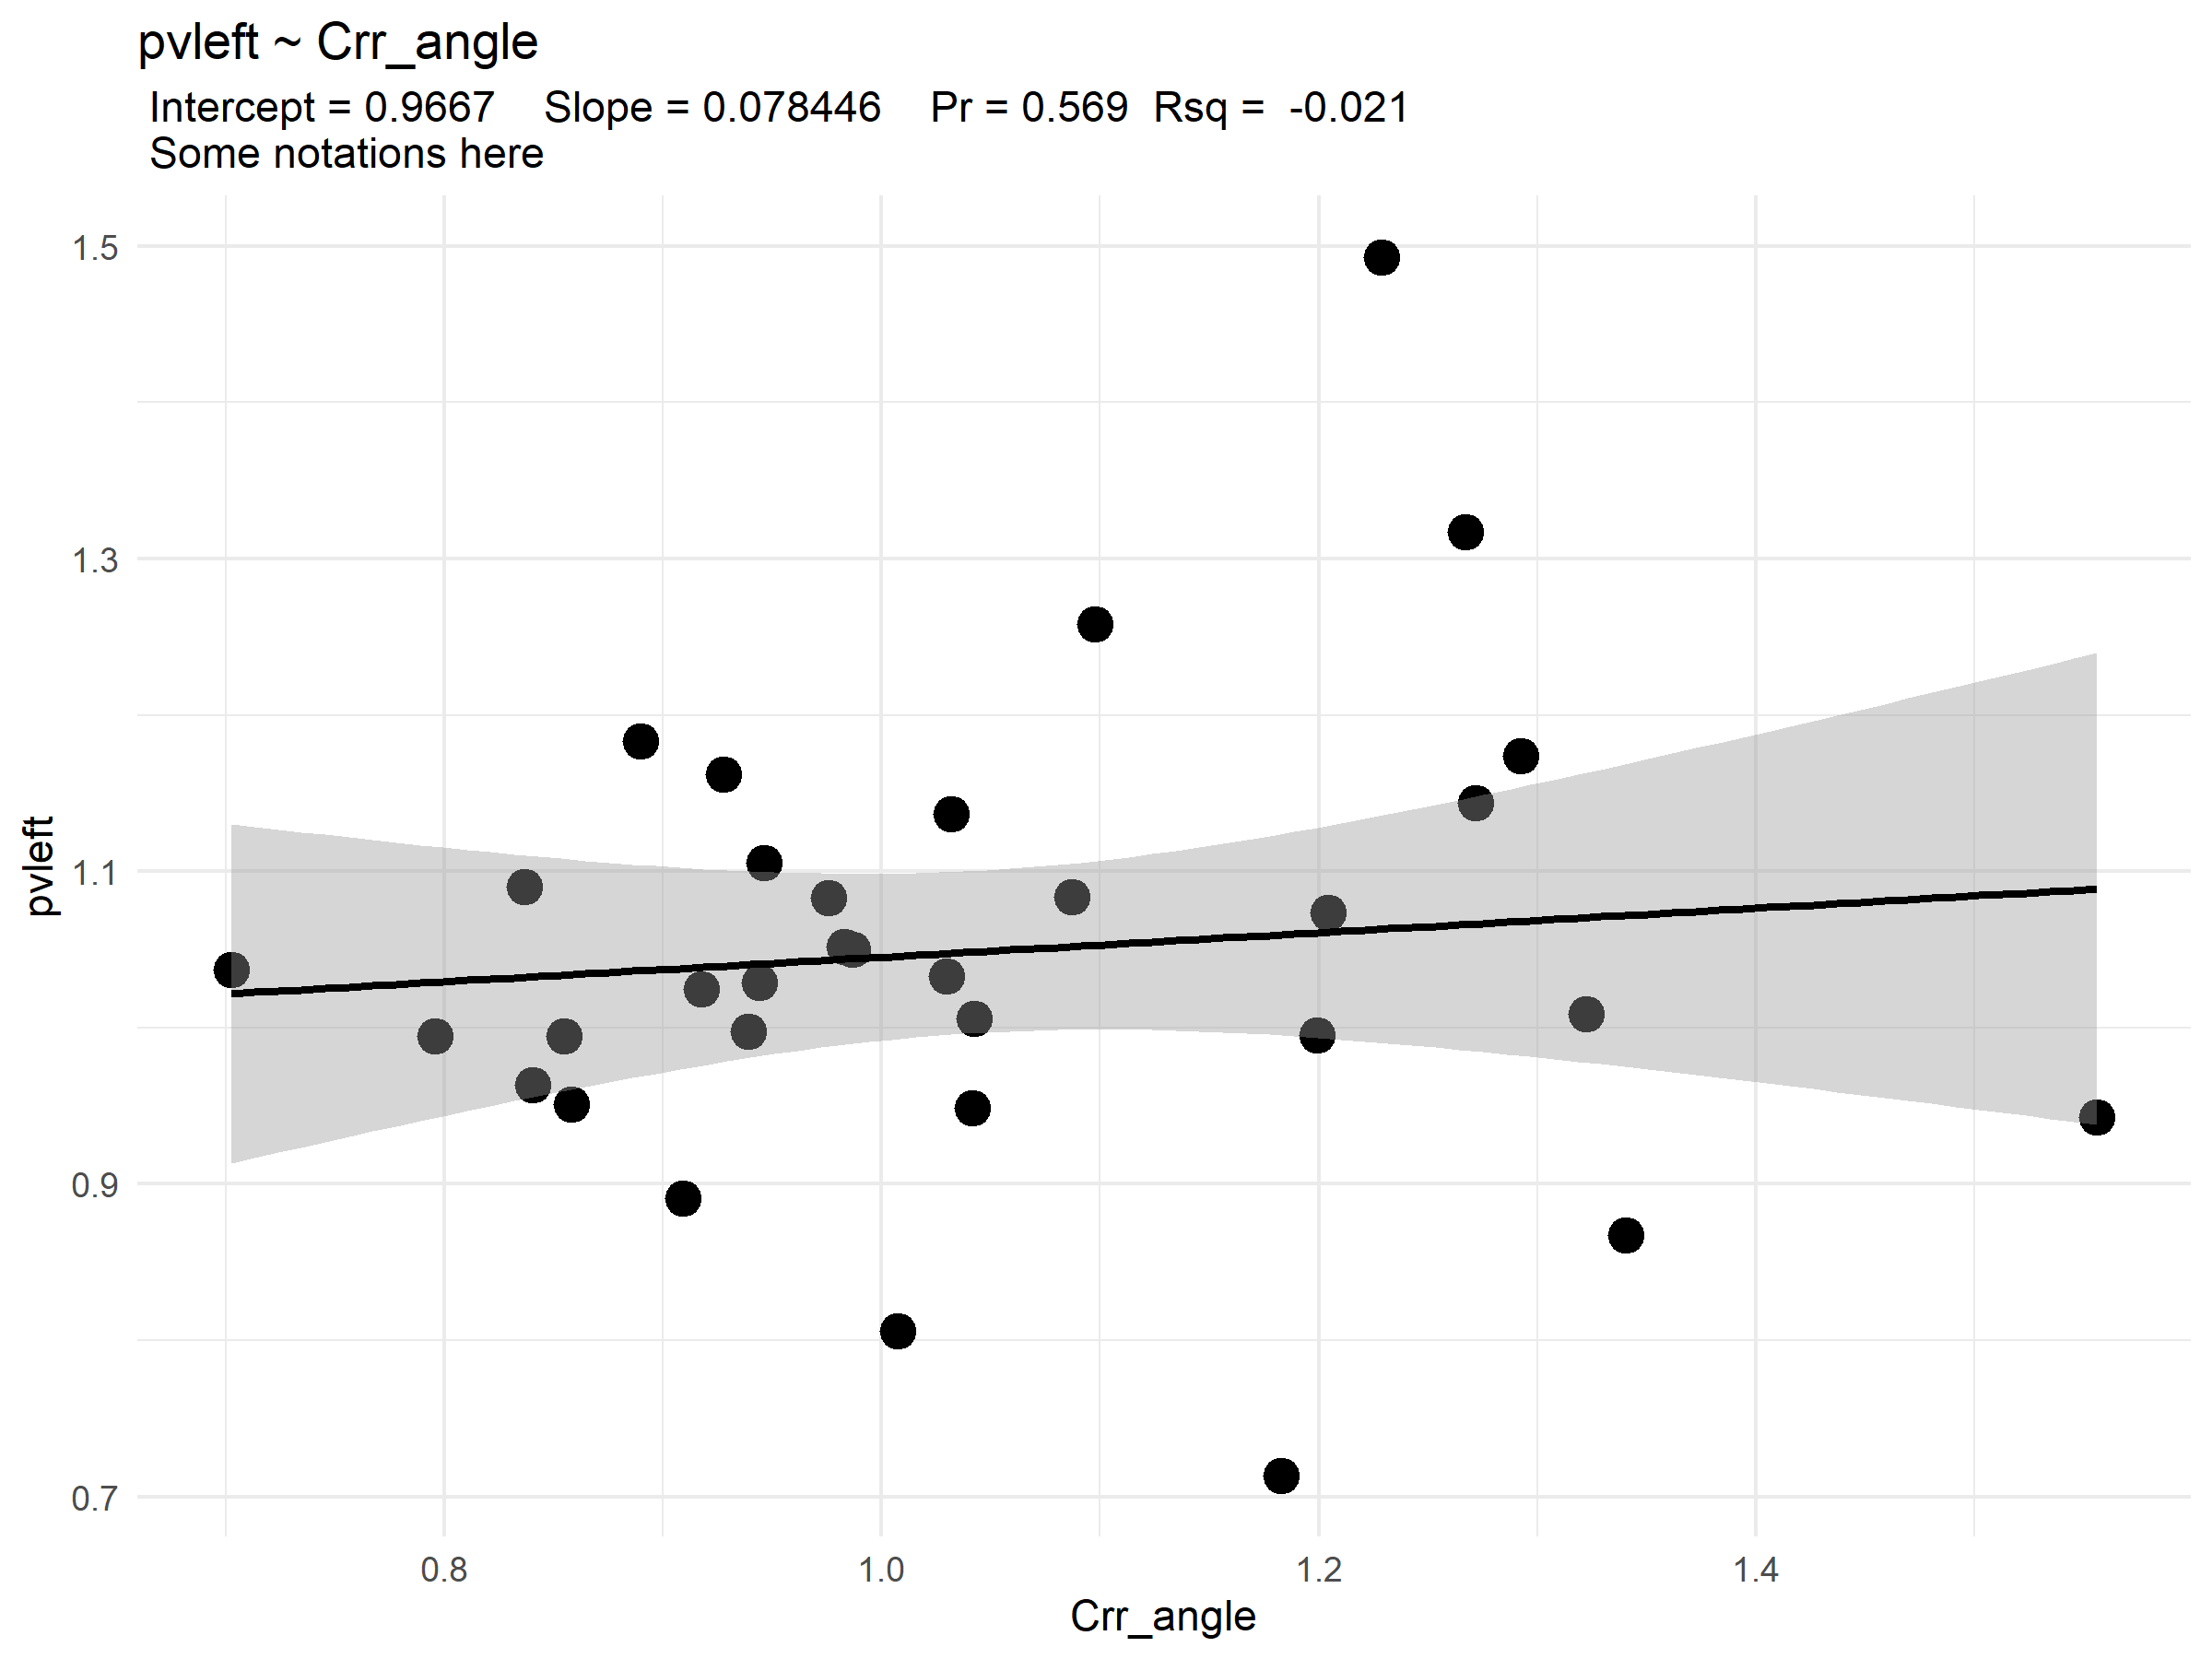 pvleft ~ Crr_angle
Intercept = 0.9667 Slope = 0.078446 Pr = 0.569 Rsq = -0.021
Some notations here
1.5
1.3
1.1
0.9
0.7
pvleft
0.8 1.0 1.2 1.4
Crr_angle